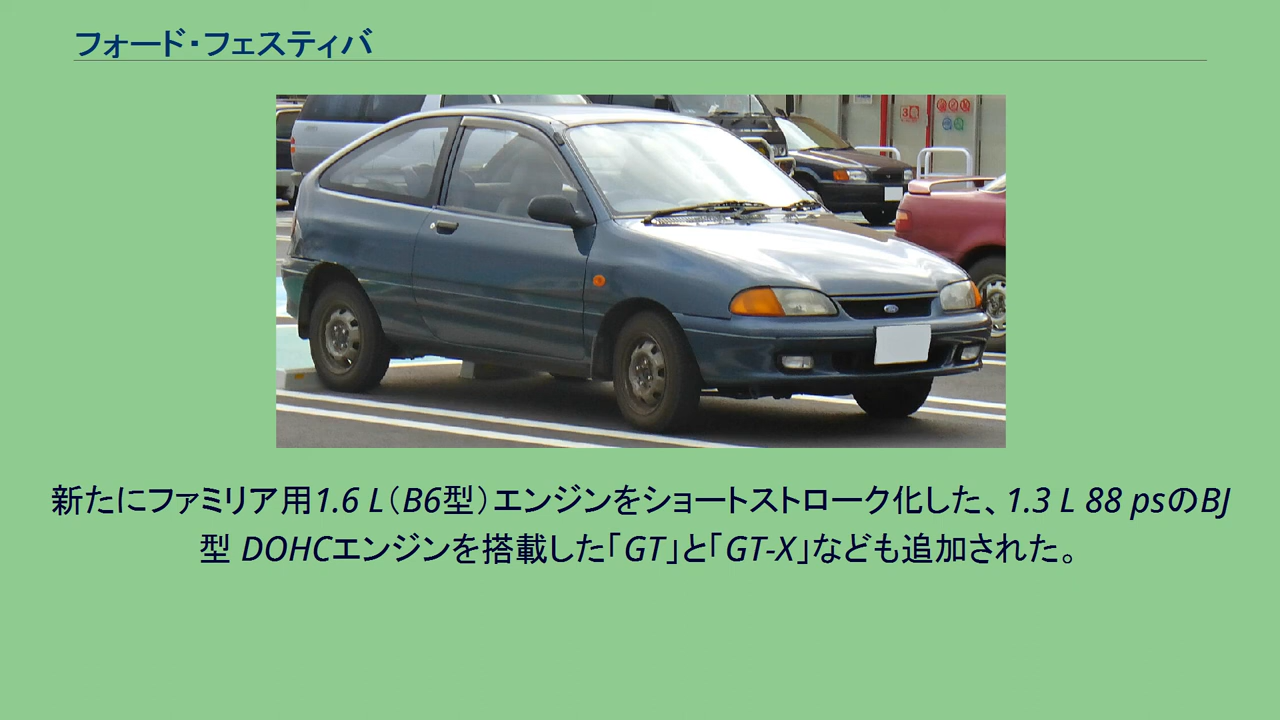 フォード・フェスティバ
新たにファミリア用1.6 L（B6型）エンジンをショートストローク化した、1.3 L 88 psのBJ
型 DOHCエンジンを搭載した「GT」と「GT-X」なども追加された。